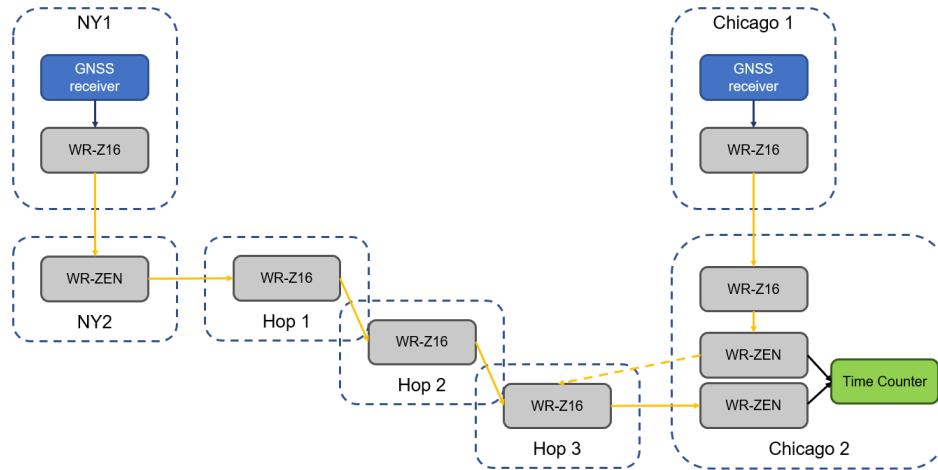 NY1
Chicago 1
GNSS
receiver
GNSS
receiver
WR-Z16
WR-Z16
WR-ZEN
NY2
WR-Z16
Hop 1
WR-Z16
Hop 2
WR-Z16
Hop 3
WR-Z16
WR-ZEN
WR-ZEN
Time Counter
Chicago 2